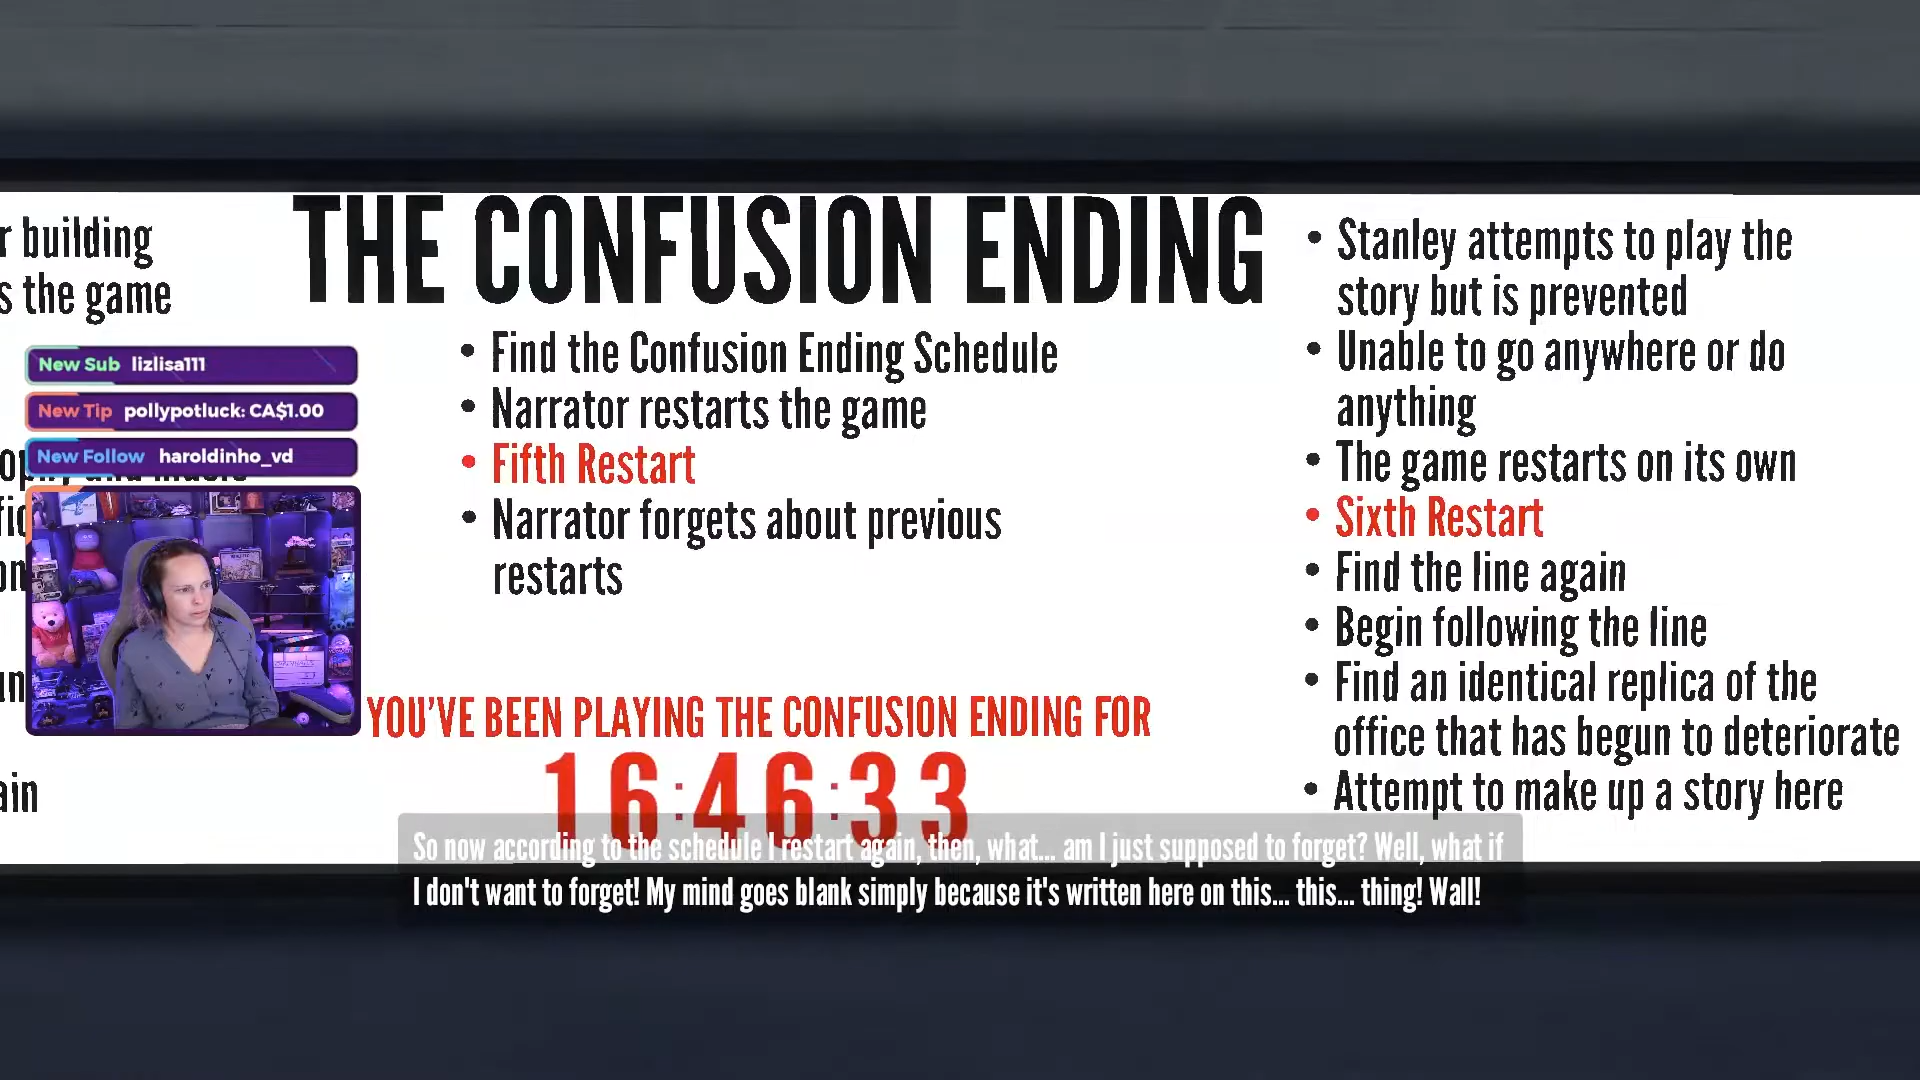 r building
s the game
THE CONFUSION ENDING
• Find the Confusion Ending Schedule
• Narrator restarts the game
• Fifth Restart
• Narrator forgets about previous
restarts
• Stanley attempts to play the
story but is prevented
• Unable to go anywhere or do
anything
• The game restarts on its own
• Sixth Restart
• Find the line again
• Begin following the line
• Find an identical replica of the
office that has begun to deteriorate
• Attempt to make up a story here
New Sub lizlisa111
New Tip pollypotluck: CA$1.00
New Follow haroldinho_vd
ain
YOU'VE BEEN PLAYING THE CONFUSION ENDING FOR
16:46:33
So now according to the schedule I restart again, then, what... am I just supposed to forget? Well, what if
I don't want to forget! My mind goes blank simply because it's written here on this... this... thing! Wall!